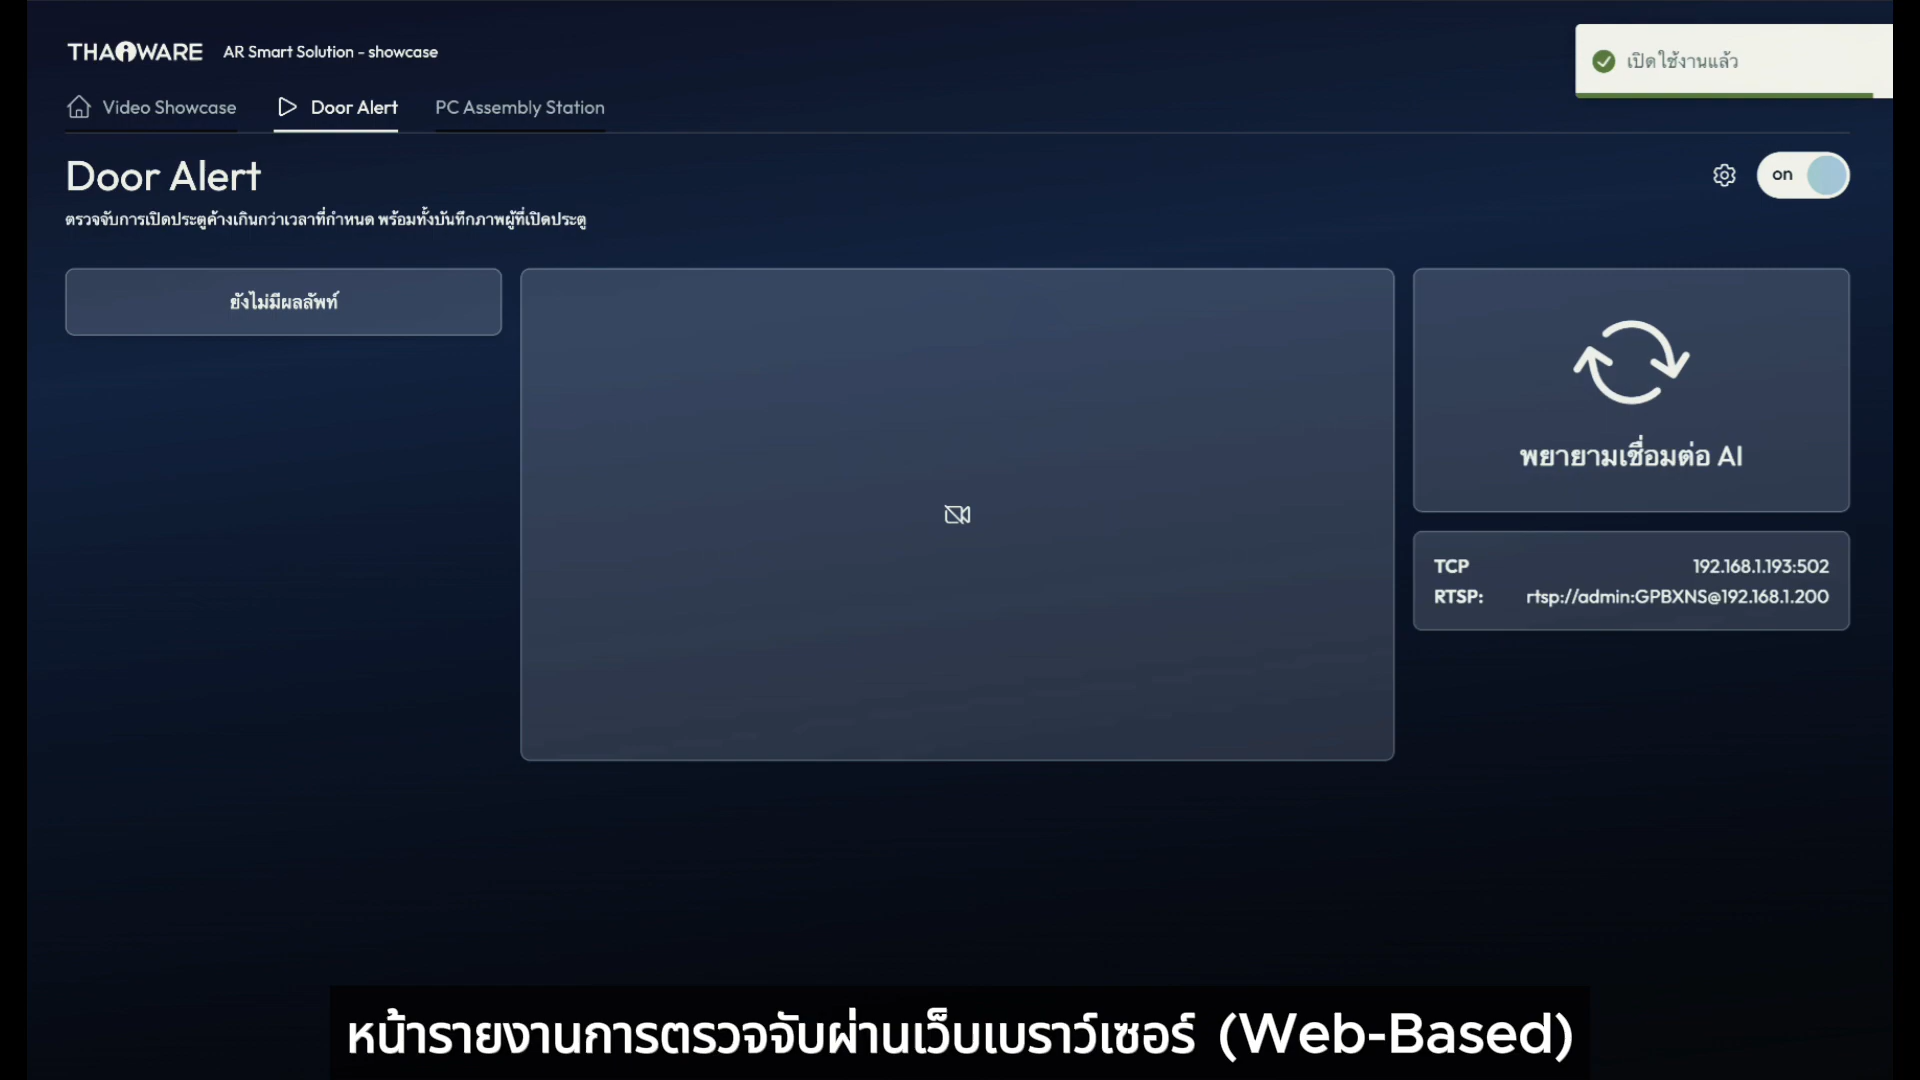 THAIWARE AR Smart Solution - showcase
เปิดใช้งานแล้ว
Video Showcase Door Alert PC Assembly Station
Door Alert
on
ตรวจจับการเปิดประตูค้างเกินกว่าเวลาที่กำหนด พร้อมทั้งบันทึกภาพผู้ที่เปิดประตู
ยังไม่มีผลลัพท์
พยายามเชื่อมต่อ AI
TCP 192.168.1.193:502
RTSP: rtsp://admin:GPBXNS@192.168.1.200
หน้ารายงานการตรวจจับผ่านเว็บเบราว์เซอร์ (Web-Based)